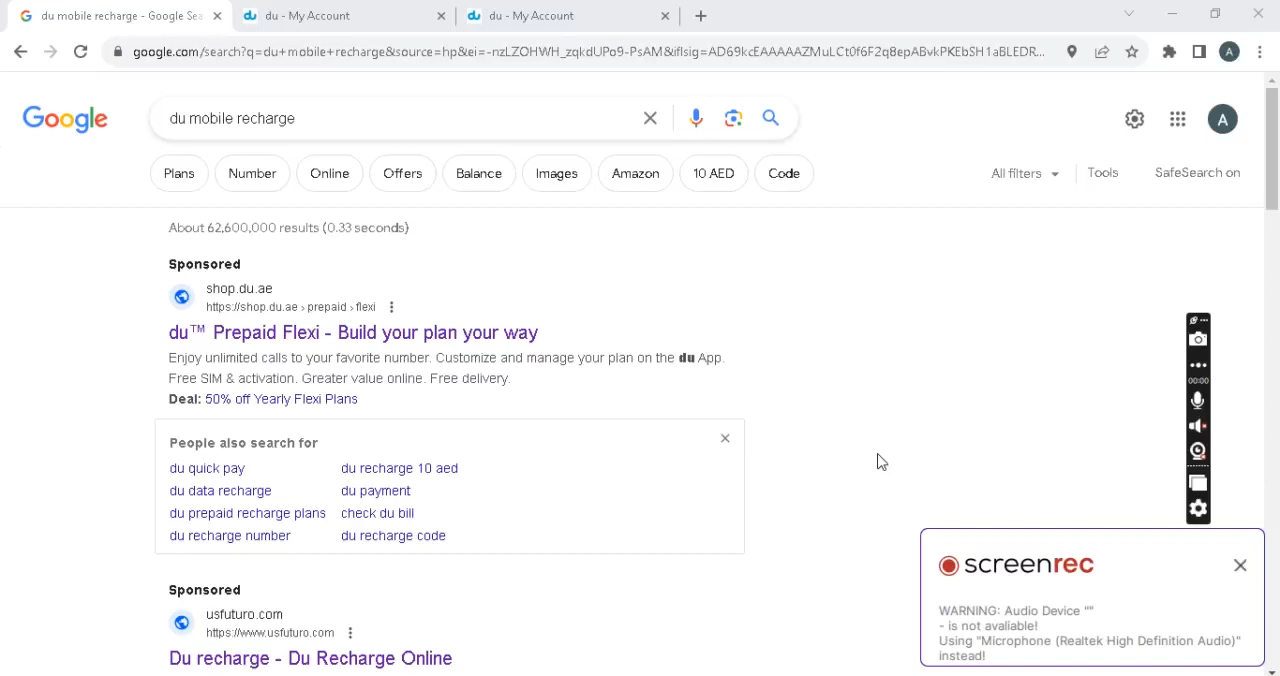 du mobile recharge - Google Sea
du - My Account
du - My Account
google.com/search?q=du+mobile+recharge&source=hp&ei=-nzLZOHWH_zqkdUPo9-PsAM&iflsig=AD69kcEAAAAAZMuLCt0f6F2q8epABvkPKEbSH1aBLEDR...
A
Google
du mobile recharge
A
Plans
Number
Online
Offers
Balance
Images
Amazon
10 AED
Code
All filters
Tools
SafeSearch on
About 62,600,000 results (0.33 seconds)
Sponsored
shop.du.ae
https://shop.du.ae › prepaid › flexi
du™ Prepaid Flexi - Build your plan your way
Enjoy unlimited calls to your favorite number. Customize and manage your plan on the du App.
Free SIM & activation. Greater value online. Free delivery.
Deal: 50% off Yearly Flexi Plans
People also search for
du quick pay
du recharge 10 aed
du data recharge
du payment
du prepaid recharge plans
check du bill
du recharge number
du recharge code
Sponsored
usfuturo.com
https://www.usfuturo.com
Du recharge - Du Recharge Online
00:00
screenrec
WARNING: Audio Device ""
- is not avaliable!
Using "Microphone (Realtek High Definition Audio)"
instead!